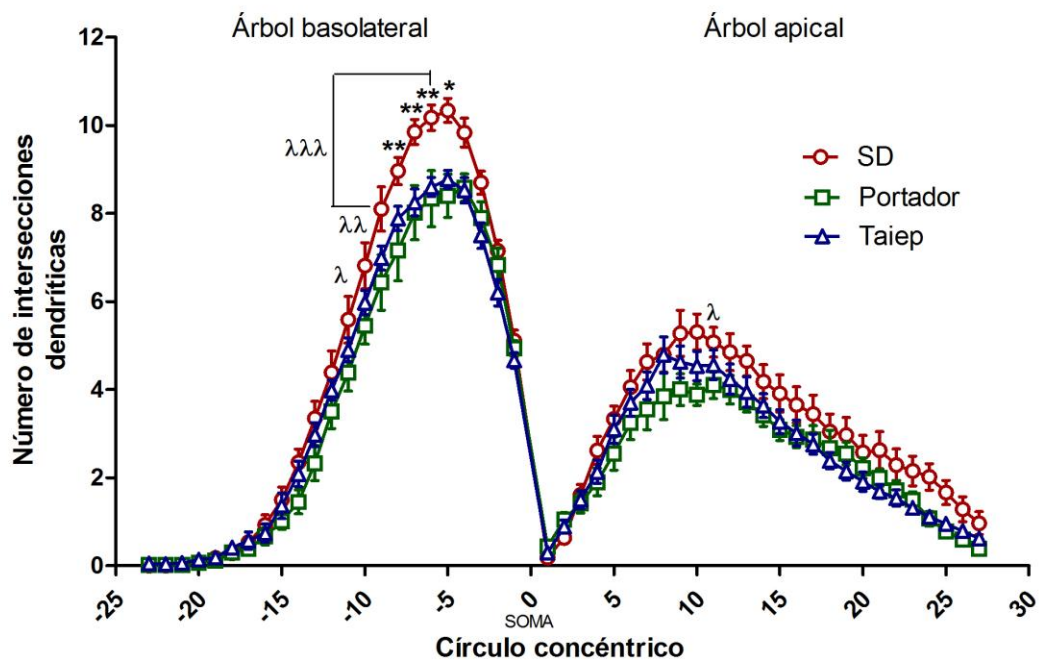 Árbol basolateral
Árbol apical
12
10
8
6
4
2
0
Número de intersecciones
dendríticas
** ** ** *
λλλ
λλ
λ
λ
SD
Portador
Taiep
-25 -20 -15 -10 -5 0 5 10 15 20 25 30
SOMA
Círculo concéntrico